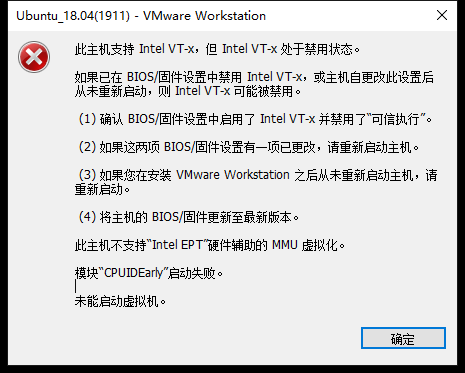 Ubuntu_18.04(1911) - VMware Workstation
此主机支持 Intel VT-x，但 Intel VT-x 处于禁用状态。
如果已在 BIOS/固件设置中禁用 Intel VT-x，或主机自更改此设置后
从未重新启动，则 Intel VT-x 可能被禁用。
(1) 确认 BIOS/固件设置中启用了 Intel VT-x 并禁用了“可信执行”。
(2) 如果这两项 BIOS/固件设置有一项已更改，请重新启动主机。
(3) 如果您在安装 VMware Workstation 之后从未重新启动主机，请
重新启动。
(4) 将主机的 BIOS/固件更新至最新版本。
此主机不支持“Intel EPT”硬件辅助的 MMU 虚拟化。
模块“CPUIDEarly”启动失败。
未能启动虚拟机。
确定